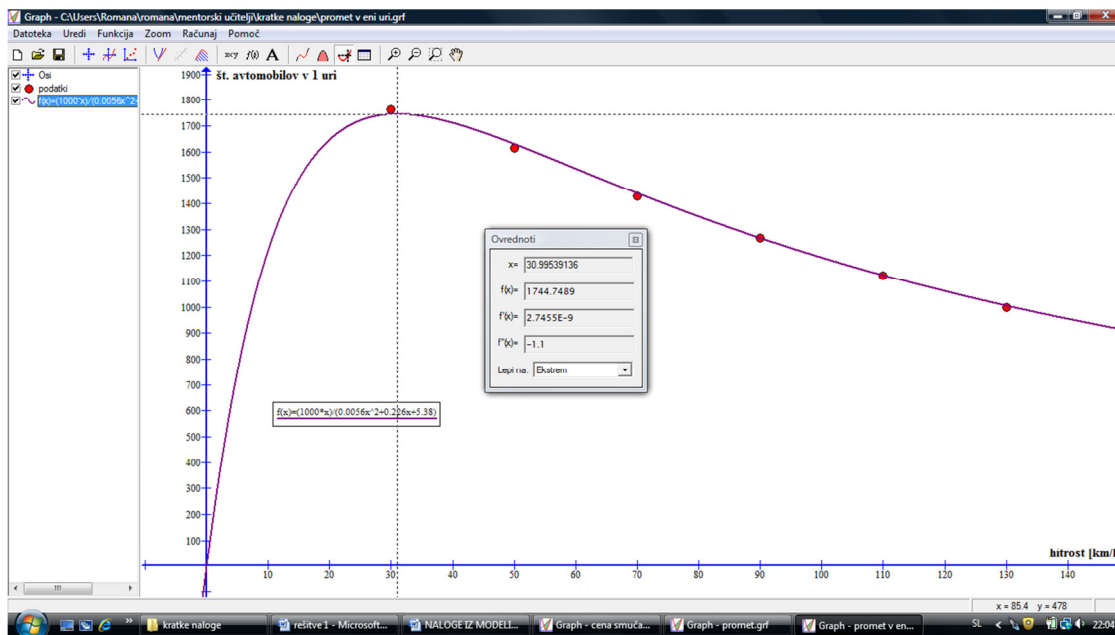 Graph - C:\Users\Romana\romana\mentorski učitelji\kratke naloge\promet v eni uri.grf
Datoteka Uredi Funkcija Zoom Računaj Pomoč
Osi
podatki
f(x)=(1000*x)/(0.0056x^2+
št. avtomobilov v 1 uri
1900
1800
1700
1600
1500
1400
1300
1200
1100
1000
900
800
700
600
500
400
300
200
100
Ovrednoti
x= 30.99539136
f(x)= 1744.7489
f'(x)= 2.7455E-9
f''(x)= -1.1
Lepi na: Ekstrem
f(x)=(1000*x)/(0.0056x^2+0.226x+5.38)
hitrost [km/
10 20 30 40 50 60 70 80 90 100 110 120 130 140
x = 85.4 y = 478
kratke naloge
rešitve 1 - Microsoft...
NALOGE IZ MODELI...
Graph - cena smuča...
Graph - promet.grf
Graph - promet v en...
SL
22:08